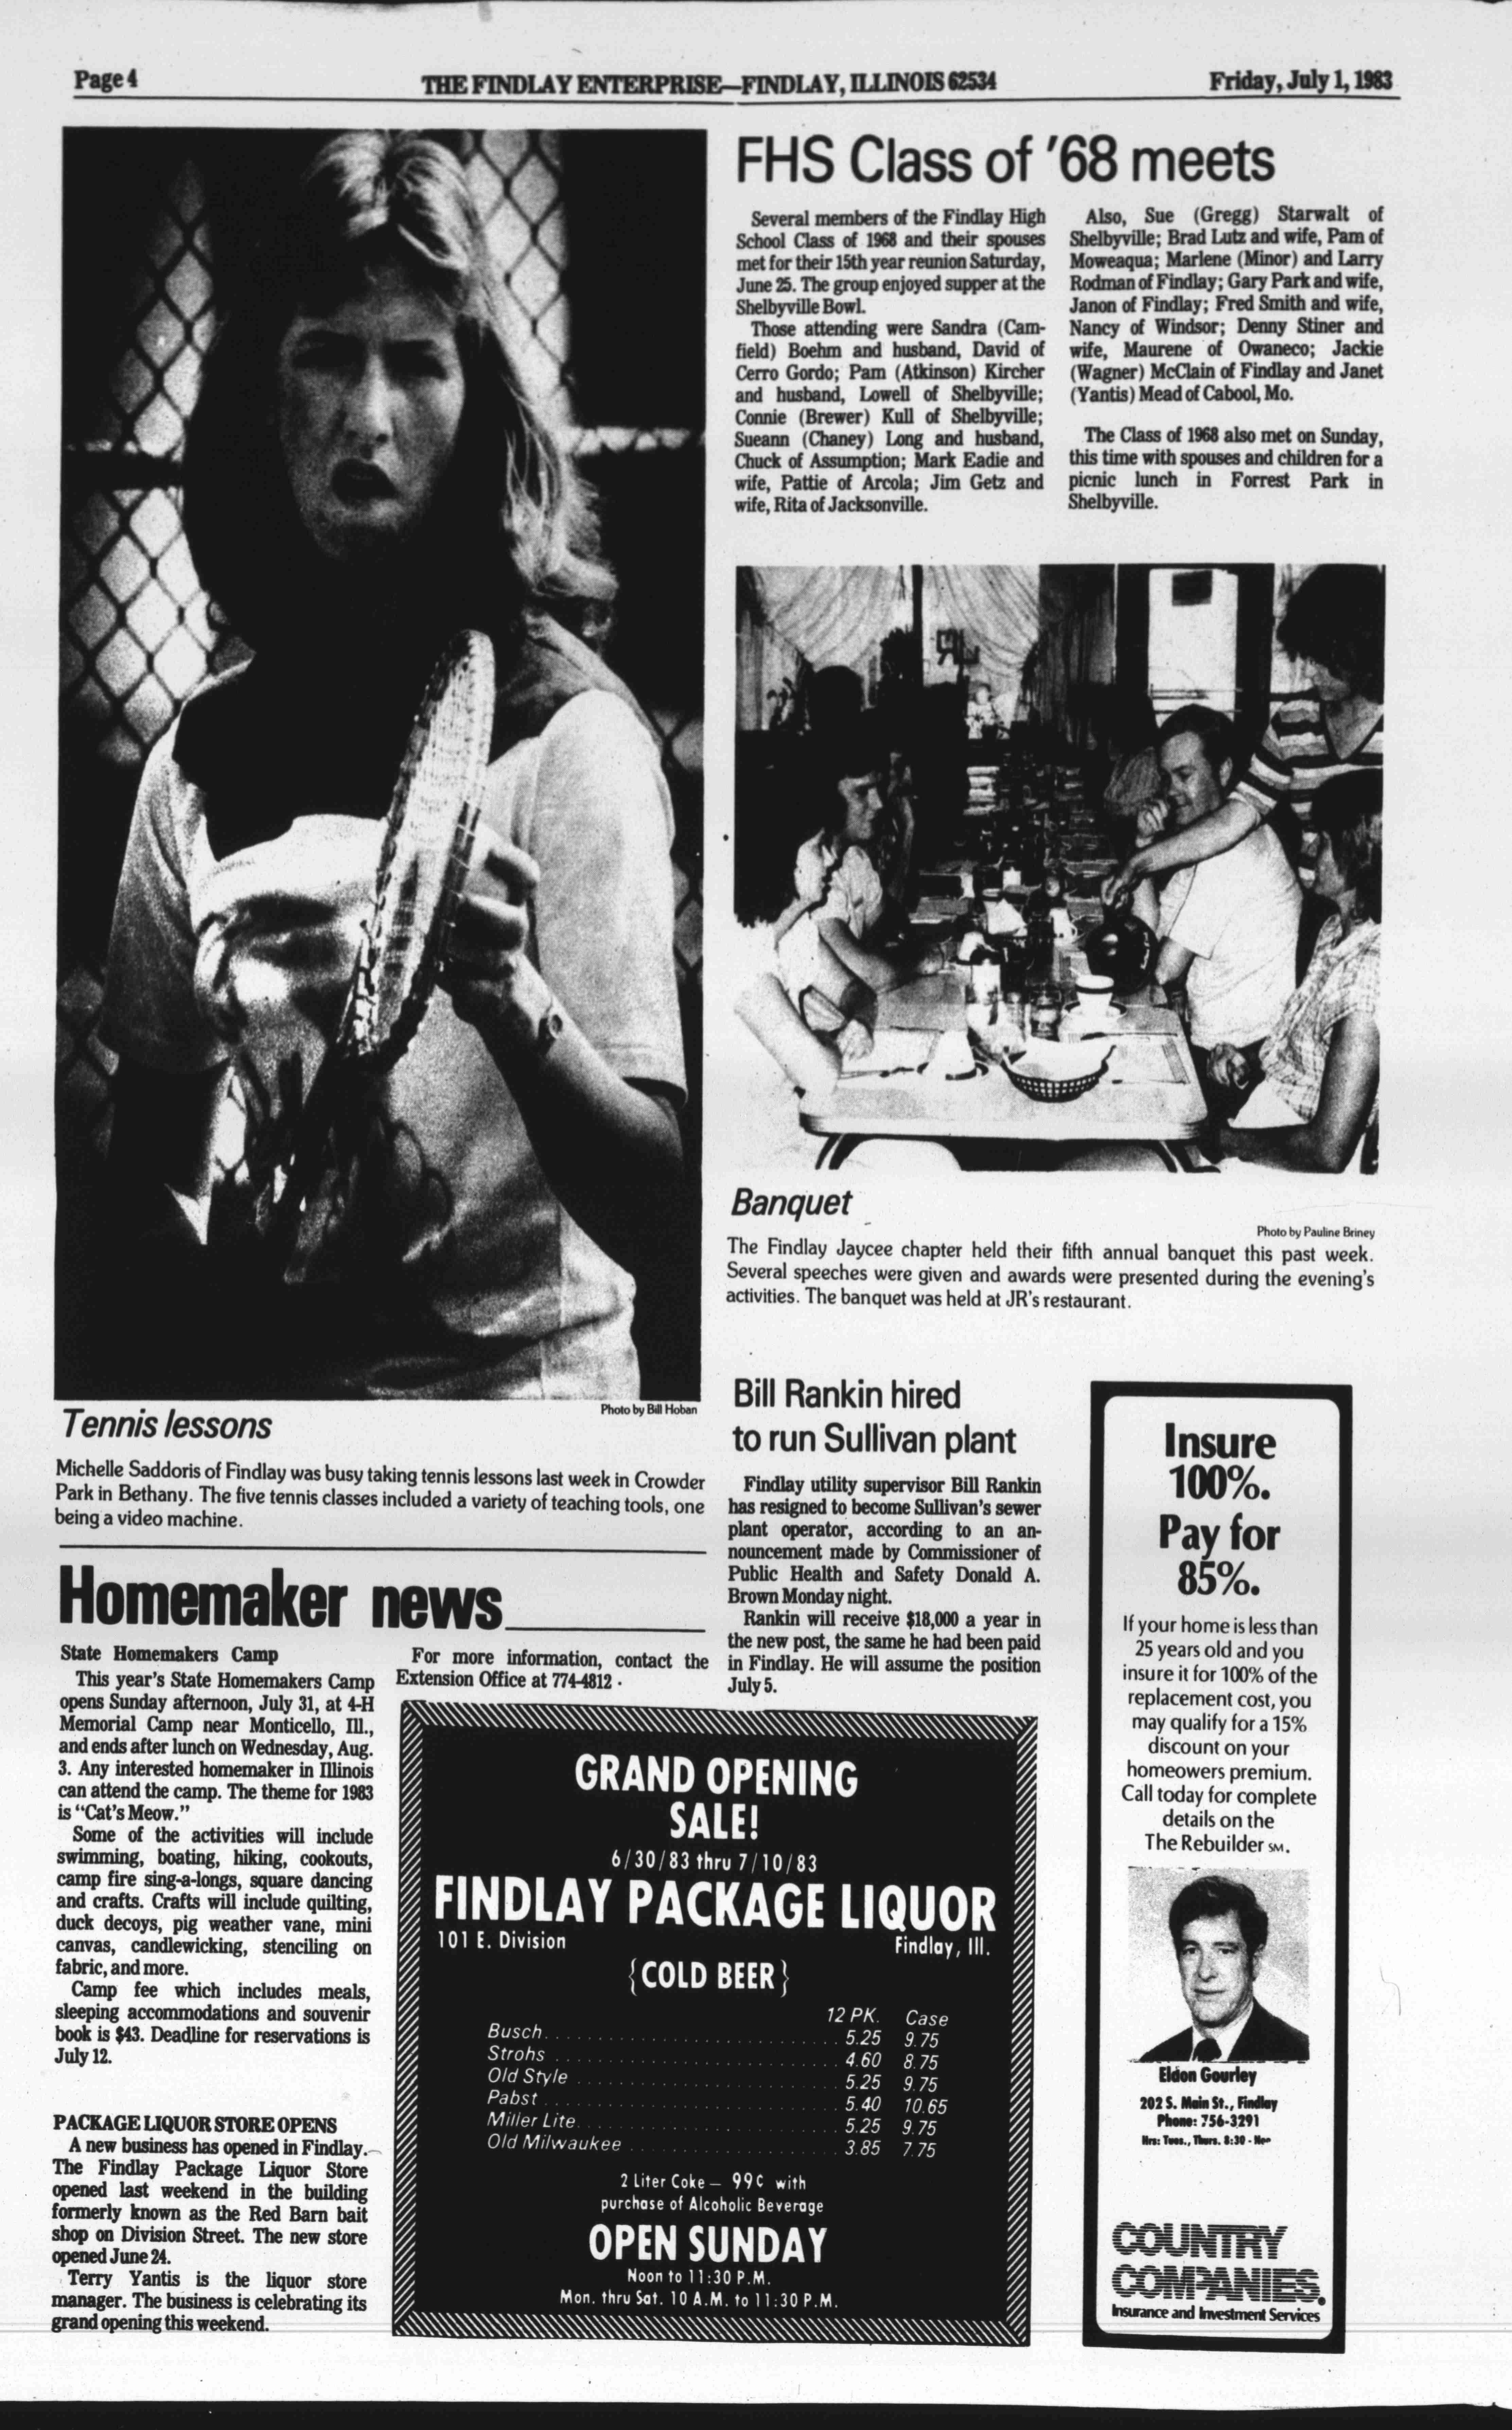 Page 4
THE FINDLAY ENTERPRISE—FINDLAY, ILLINOIS 62534
Friday, July 1, 1983
Photo by Bill Hoban
Tennis lessons
Michelle Saddoris of Findlay was busy taking tennis lessons last week in Crowder
Park in Bethany. The five tennis classes included a variety of teaching tools, one
being a video machine.
FHS Class of '68 meets
Several members of the Findlay High
School Class of 1968 and their spouses
met for their 15th year reunion Saturday,
June 25. The group enjoyed supper at the
Shelbyville Bowl.
Those attending were Sandra (Cam-
field) Boehm and husband, David of
Cerro Gordo; Pam (Atkinson) Kircher
and husband, Lowell of Shelbyville;
Connie (Brewer) Kull of Shelbyville;
Sueann (Chaney) Long and husband,
Chuck of Assumption; Mark Eadie and
wife, Pattie of Arcola; Jim Getz and
wife, Rita of Jacksonville.
Also, Sue (Gregg) Starwalt of
Shelbyville; Brad Lutz and wife, Pam of
Moweaqua; Marlene (Minor) and Larry
Rodman of Findlay; Gary Park and wife,
Janon of Findlay; Fred Smith and wife,
Nancy of Windsor; Denny Stiner and
wife, Maurene of Owaneco; Jackie
(Wagner) McClain of Findlay and Janet
(Yantis) Mead of Cabool, Mo.
The Class of 1968 also met on Sunday,
this time with spouses and children for a
picnic lunch in Forrest Park in
Shelbyville.
Banquet
Photo by Pauline Briney
The Findlay Jaycee chapter held their fifth annual banquet this past week.
Several speeches were given and awards were presented during the evening's
activities. The banquet was held at JR's restaurant.
Bill Rankin hired
to run Sullivan plant
Findlay utility supervisor Bill Rankin
has resigned to become Sullivan's sewer
plant operator, according to an an-
nouncement made by Commissioner of
Public Health and Safety Donald A.
Brown Monday night.
Rankin will receive $18,000 a year in
the new post, the same he had been paid
in Findlay. He will assume the position
July 5.
Homemaker news
State Homemakers Camp
This year's State Homemakers Camp
opens Sunday afternoon, July 31, at 4-H
Memorial Camp near Monticello, Ill.,
and ends after lunch on Wednesday, Aug.
3. Any interested homemaker in Illinois
can attend the camp. The theme for 1983
is "Cat's Meow."
Some of the activities will include
swimming, boating, hiking, cookouts,
camp fire sing-a-longs, square dancing
and crafts. Crafts will include quilting,
duck decoys, pig weather vane, mini
canvas, candlewicking, stenciling on
fabric, and more.
Camp fee which includes meals,
sleeping accommodations and souvenir
book is $43. Deadline for reservations is
July 12.
For more information, contact the
Extension Office at 774-4812.
PACKAGE LIQUOR STORE OPENS
A new business has opened in Findlay.
The Findlay Package Liquor Store
opened last weekend in the building
formerly known as the Red Barn bait
shop on Division Street. The new store
opened June 24.
Terry Yantis is the liquor store
manager. The business is celebrating its
grand opening this weekend.
GRAND OPENING
SALE!
6/30/83 thru 7/10/83
FINDLAY PACKAGE LIQUOR
101 E. Division Findlay, Ill.
{COLD BEER}
12 PK. Case
Busch 5.25 9.75
Strohs 4.60 8.75
Old Style 5.25 9.75
Pabst 5.40 10.65
Miller Lite 5.25 9.75
Old Milwaukee 3.85 7.75
2 Liter Coke — 99¢ with
purchase of Alcoholic Beverage
OPEN SUNDAY
Noon to 11:30 P.M.
Mon. thru Sat. 10 A.M. to 11:30 P.M.
Insure
100%.
Pay for
85%.
If your home is less than
25 years old and you
insure it for 100% of the
replacement cost, you
may qualify for a 15%
discount on your
homeowers premium.
Call today for complete
details on the
The Rebuilder SM.
Eldon Gourley
202 S. Main St., Findlay
Phone: 756-3291
Hrs: Tues., Thurs. 8:30 -
COUNTRY
COMPANIES
Insurance and Investment Services